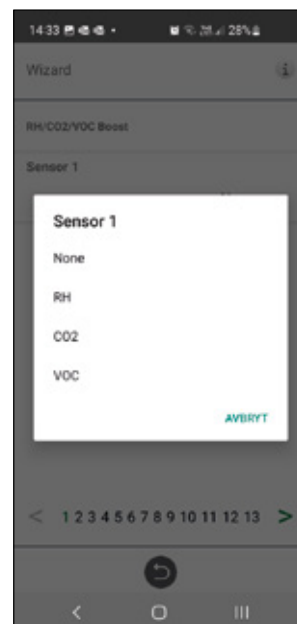 14:33
28%
Wizard
i
RH/CO2/VOC Boost
Sensor 1
Sensor 1
None
RH
CO2
VOC
AVBRYT
< 1 2 3 4 5 6 7 8 9 10 11 12 13 >